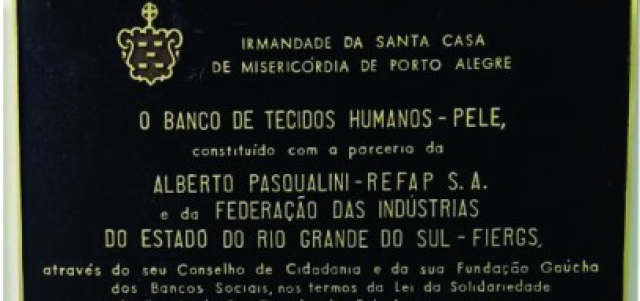 IRMANDADE DA SANTA CASA
DE MISERICÓRDIA DE PORTO ALEGRE
O BANCO DE TECIDOS HUMANOS - PELE,
constituído com a parceria da
ALBERTO PASQUALINI - REFAP S.A.
e da FEDERAÇÃO DAS INDÚSTRIAS
DO ESTADO DO RIO GRANDE DO SUL - FIERGS,
através do seu Conselho de Cidadania e da sua Fundação Gaúcha
dos Bancos Sociais, nos termos da Lei da Solidariedade